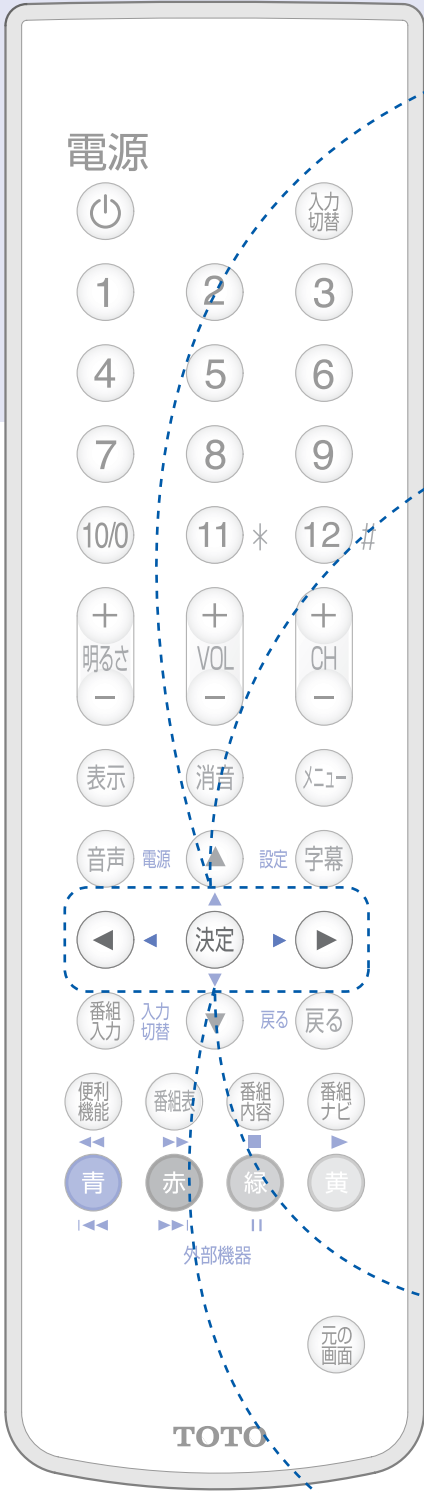 電源
入力
切替
1 2 3
4 5 6
7 8 9
10/0 11 * 12 #
+ + +
明るさ VOL CH
− − −
表示 消音 メニュー
音声 電源 ▲ 設定 字幕
▲
◀ ◀ 決定 ▶ ▶
▼
番組
入力
入力
切替
▼ 戻る 戻る
便利
機能
番組表
番組
内容
番組
ナビ
◀◀ ▶▶ ■ ▶
青 赤 緑 黄
|◀◀ ▶▶| II
外部機器
元の
画面
TOTO